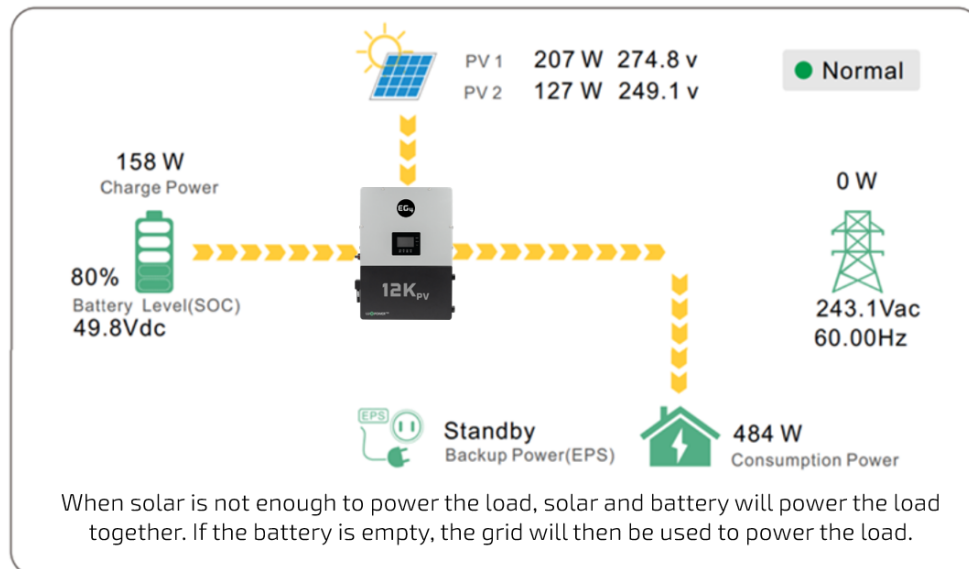 PV 1 207 W 274.8 v
PV 2 127 W 249.1 v
Normal
158 W
Charge Power
0 W
EG4
80%
Battery Level(SOC)
49.8Vdc
12K PV
243.1Vac
60.00Hz
EPS
Standby
Backup Power(EPS)
484 W
Consumption Power
When solar is not enough to power the load, solar and battery will power the load
together. If the battery is empty, the grid will then be used to power the load.